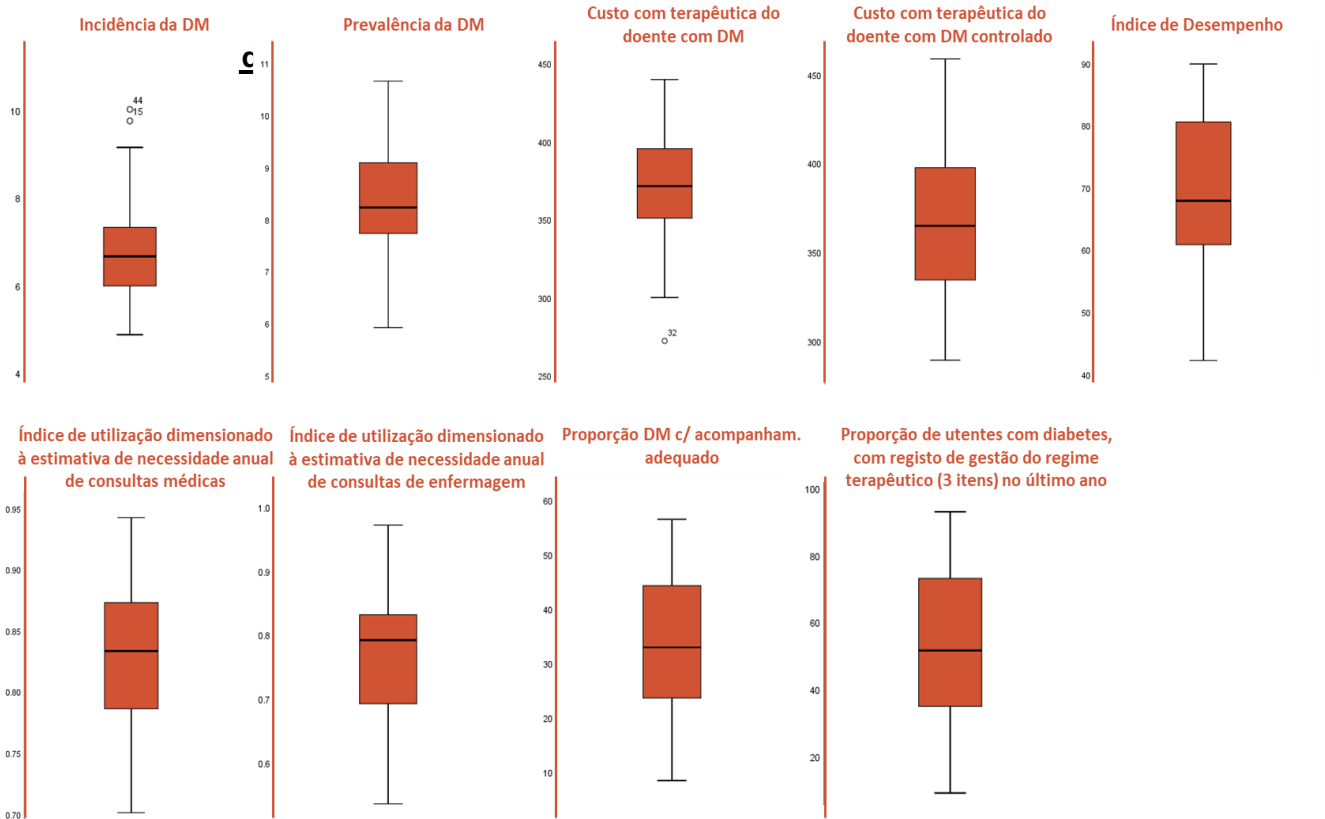 Incidência da DM
10
8
6
4
44
15
c
Prevalência da DM
11
10
9
8
7
6
5
Custo com terapêutica do
doente com DM
450
400
350
300
250
32
Custo com terapêutica do
doente com DM controlado
450
400
350
300
Índice de Desempenho
90
80
70
60
50
40
Índice de utilização dimensionado
à estimativa de necessidade anual
de consultas médicas
0.95
0.90
0.85
0.80
0.75
0.70
Índice de utilização dimensionado
à estimativa de necessidade anual
de consultas de enfermagem
1.0
0.9
0.8
0.7
0.6
Proporção DM c/ acompanham.
adequado
60
50
40
30
20
10
Proporção de utentes com diabetes,
com registo de gestão do regime
terapêutico (3 itens) no último ano
100
80
60
40
20